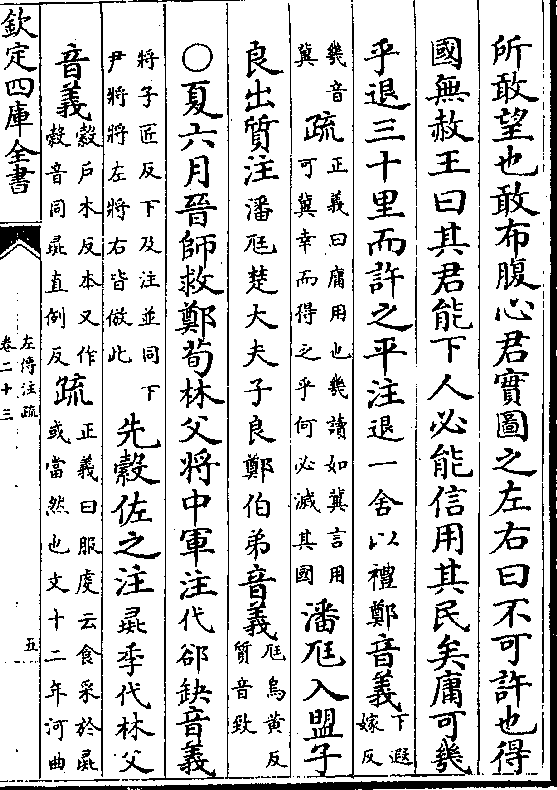 所敢望也敢布腹心君實圖之左右曰不可許也得
國無赦王曰其君能下人必能信用其民矣庸可幾
乎退三十里而許之平注退一舍以禮鄭音義下遐
嫁反
幾音
冀疏正義曰庸用也幾讀如冀言用
可冀幸而得之乎何必滅其國潘尫入盟子
良出質注潘尫楚大夫子良鄭伯弟音義尫烏黄反
質音致
○夏六月晉師救鄭荀林父將中軍注代郤缺音義
將子匠反下及注並同下
尹將將左將右皆倣此先縠佐之注彘季代林父
音義縠戸木反本又作
㲄音同彘直例反疏正義曰服虔云食采於彘
或當然也文十二年河曲
欽定四庫全書
左傳注疏
卷二十三
五